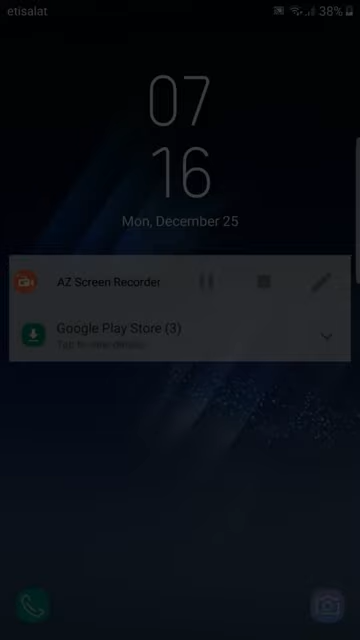 etisalat
38%
07
16
Mon, December 25
AZ Screen Recorder
Google Play Store (3)
Tap to view details